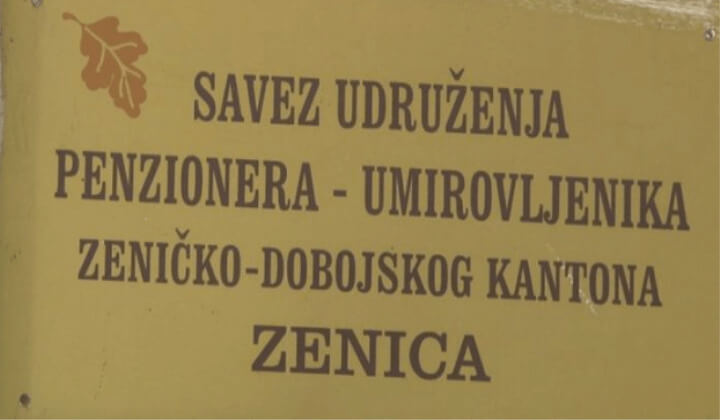 SAVEZ UDRUŽENJA
PENZIONERA - UMIROVLJENIKA
ZENIČKO-DOBOJSKOG KANTONA
ZENICA